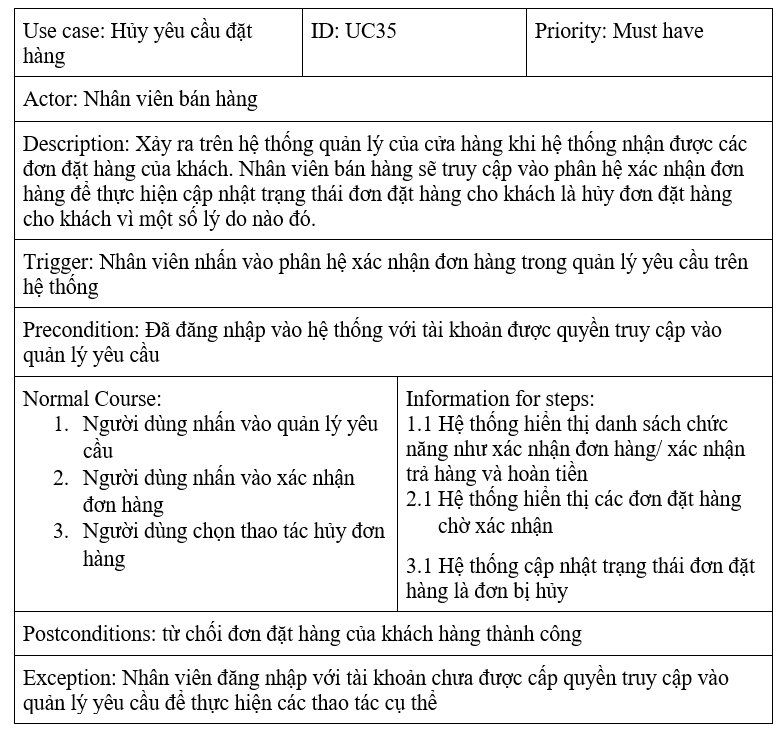 Use case: Hủy yêu cầu đặt
hàng
ID: UC35
Priority: Must have
Actor: Nhân viên bán hàng
Description: Xảy ra trên hệ thống quản lý của cửa hàng khi hệ thống nhận được các
đơn đặt hàng của khách. Nhân viên bán hàng sẽ truy cập vào phân hệ xác nhận đơn
hàng để thực hiện cập nhật trạng thái đơn đặt hàng cho khách là hủy đơn đặt hàng
cho khách vì một số lý do nào đó.
Trigger: Nhân viên nhấn vào phân hệ xác nhận đơn hàng trong quản lý yêu cầu trên
hệ thống
Precondition: Đã đăng nhập vào hệ thống với tài khoản được quyền truy cập vào
quản lý yêu cầu
Normal Course:
1. Người dùng nhấn vào quản lý yêu
cầu
2. Người dùng nhấn vào xác nhận
đơn hàng
3. Người dùng chọn thao tác hủy đơn
hàng
Information for steps:
1.1 Hệ thống hiển thị danh sách chức
năng như xác nhận đơn hàng/ xác nhận
trả hàng và hoàn tiền
2.1 Hệ thống hiển thị các đơn đặt hàng
chờ xác nhận
3.1 Hệ thống cập nhật trạng thái đơn đặt
hàng là đơn bị hủy
Postconditions: từ chối đơn đặt hàng của khách hàng thành công
Exception: Nhân viên đăng nhập với tài khoản chưa được cấp quyền truy cập vào
quản lý yêu cầu để thực hiện các thao tác cụ thể